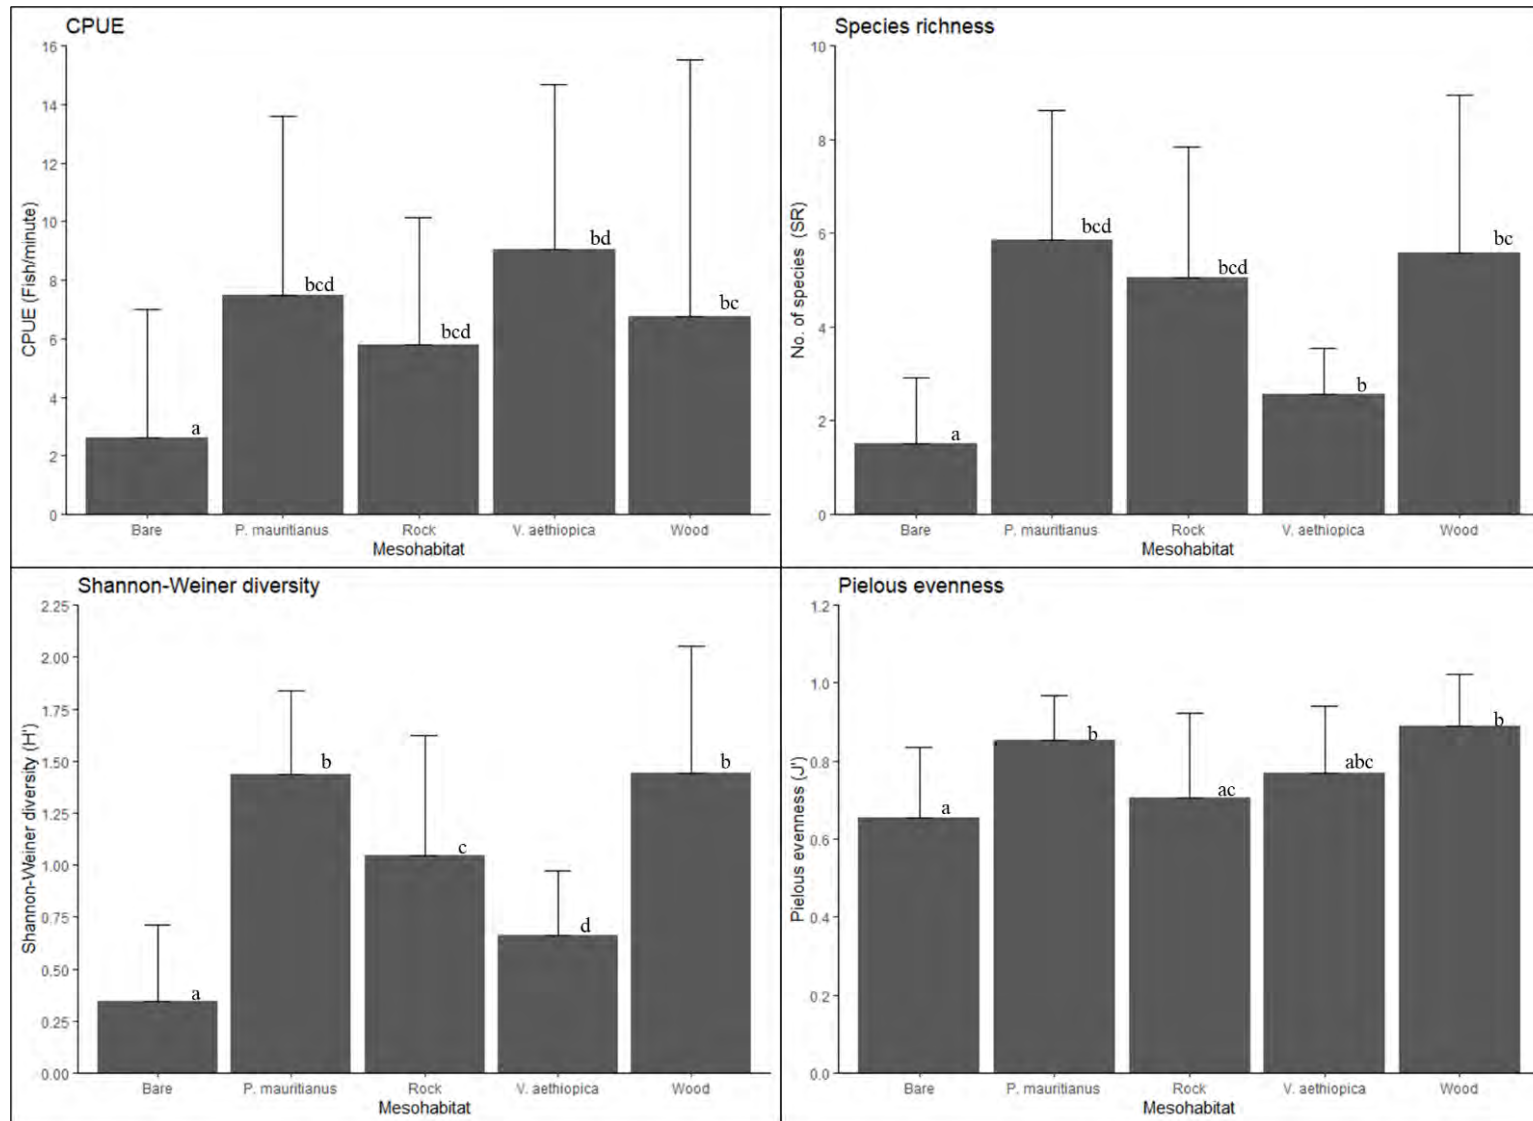 CPUE
16
14
12
10
8
6
4
2
0
CPUE (Fish/minute)
a
bcd
bcd
bd
bc
Bare P. mauritianus Rock V. aethiopica Wood
Mesohabitat
Species richness
10
8
6
4
2
0
No. of species (SR)
a
bcd
bcd
b
bc
Bare P. mauritianus Rock V. aethiopica Wood
Mesohabitat
Shannon-Weiner diversity
2.25
2.00
1.75
1.50
1.25
1.00
0.75
0.50
0.25
0.00
Shannon-Weiner diversity (H')
a
b
c
d
b
Bare P. mauritianus Rock V. aethiopica Wood
Mesohabitat
Pielous evenness
1.2
1.0
0.8
0.6
0.4
0.2
0.0
Pielous evenness (J')
a
b
ac
abc
b
Bare P. mauritianus Rock V. aethiopica Wood
Mesohabitat